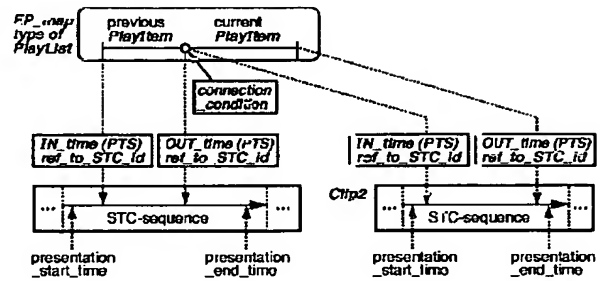 EP_map
type of
PlayList
previous
PlayItem
current
PlayItem
connection
_condition
IN_time (PTS)
ref_to_STC_id
OUT_time (PTS)
ref_to_STC_id
IN_time (PTS)
ref_to_STC_id
OUT_time (PTS)
ref_to_STC_id
...
STC-sequence
...
Clip2
...
STC-sequence
...
presentation
_start_time
presentation
_end_time
presentation
_start_time
presentation
_end_time